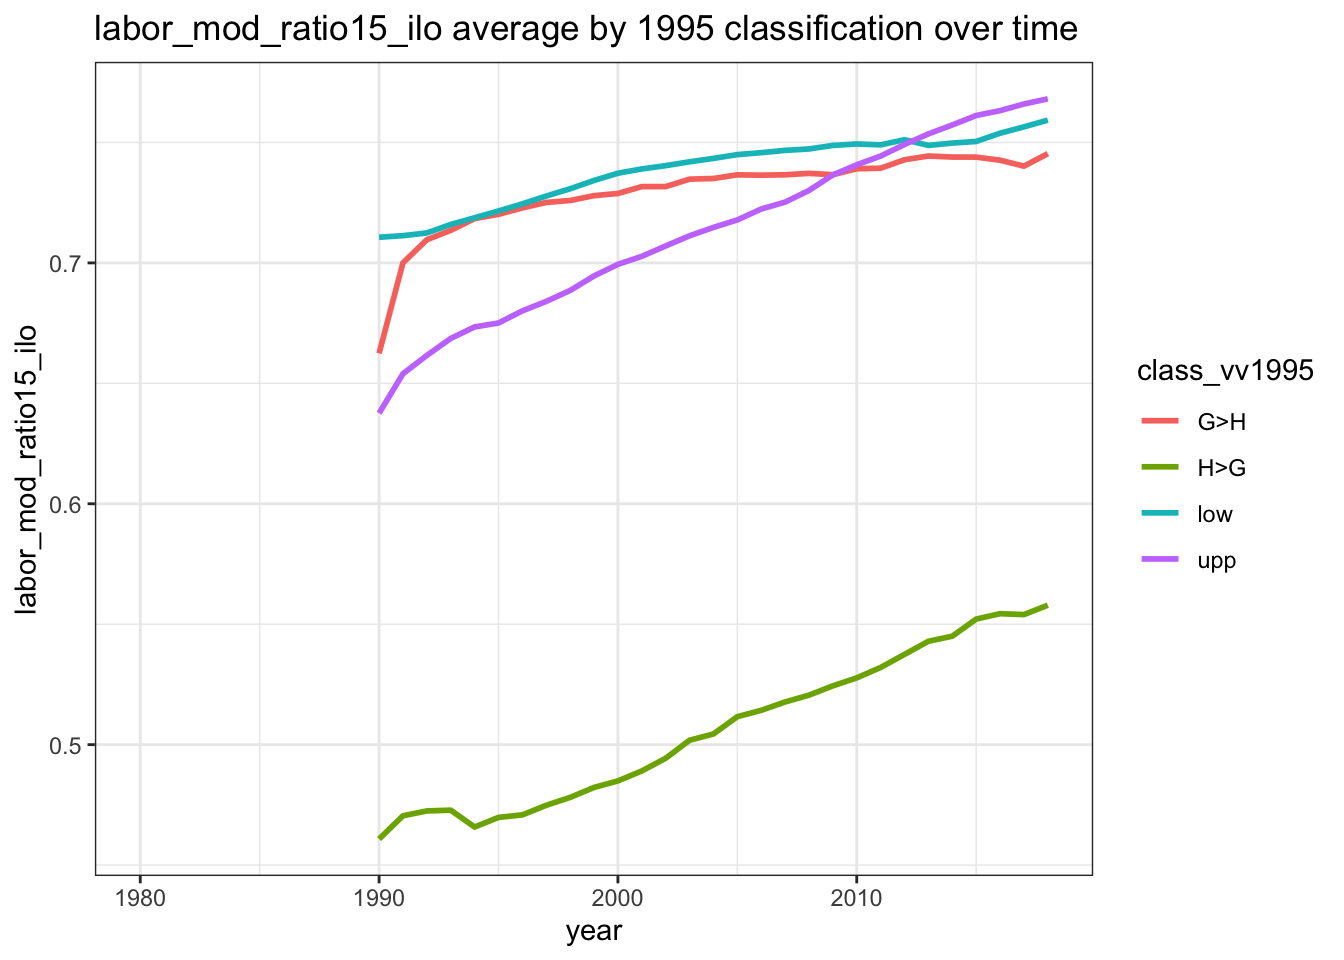 labor_mod_ratio15_ilo average by 1995 classification over time
labor_mod_ratio15_ilo
0.7
0.6
0.5
1980 1990 2000 2010
year
class_vv1995
G>H
H>G
low
upp